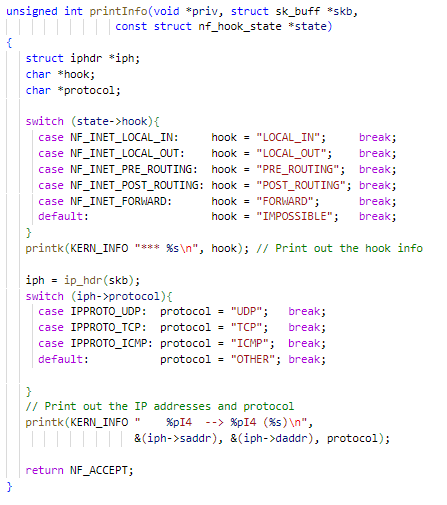 unsigned int printInfo(void *priv, struct sk_buff *skb,
                 const struct nf_hook_state *state)
{
   struct iphdr *iph;
   char *hook;
   char *protocol;

   switch (state->hook){
     case NF_INET_LOCAL_IN:     hook = "LOCAL_IN";     break;
     case NF_INET_LOCAL_OUT:    hook = "LOCAL_OUT";    break;
     case NF_INET_PRE_ROUTING:  hook = "PRE_ROUTING";  break;
     case NF_INET_POST_ROUTING: hook = "POST_ROUTING"; break;
     case NF_INET_FORWARD:      hook = "FORWARD";      break;
     default:                   hook = "IMPOSSIBLE";   break;
   }
   printk(KERN_INFO "*** %s\n", hook); // Print out the hook info

   iph = ip_hdr(skb);
   switch (iph->protocol){
     case IPPROTO_UDP:  protocol = "UDP";   break;
     case IPPROTO_TCP:  protocol = "TCP";   break;
     case IPPROTO_ICMP: protocol = "ICMP";  break;
     default:           protocol = "OTHER"; break;

   }
   // Print out the IP addresses and protocol
   printk(KERN_INFO "    %pI4  --> %pI4 (%s)\n",
                    &(iph->saddr), &(iph->daddr), protocol);

   return NF_ACCEPT;
}